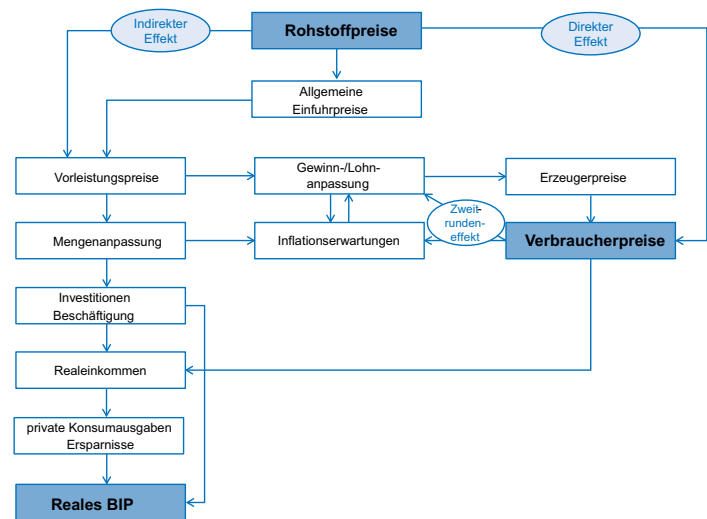 Indirekter
Effekt
Rohstoffpreise
Direkter
Effekt
Allgemeine
Einfuhrpreise
Vorleistungspreise
Gewinn-/Lohn-
anpassung
Erzeugerpreise
Mengenanpassung
Inflationserwartungen
Zweit-
runden-
effekt
Verbraucherpreise
Investitionen
Beschäftigung
Realeinkommen
private Konsumausgaben
Ersparnisse
Reales BIP